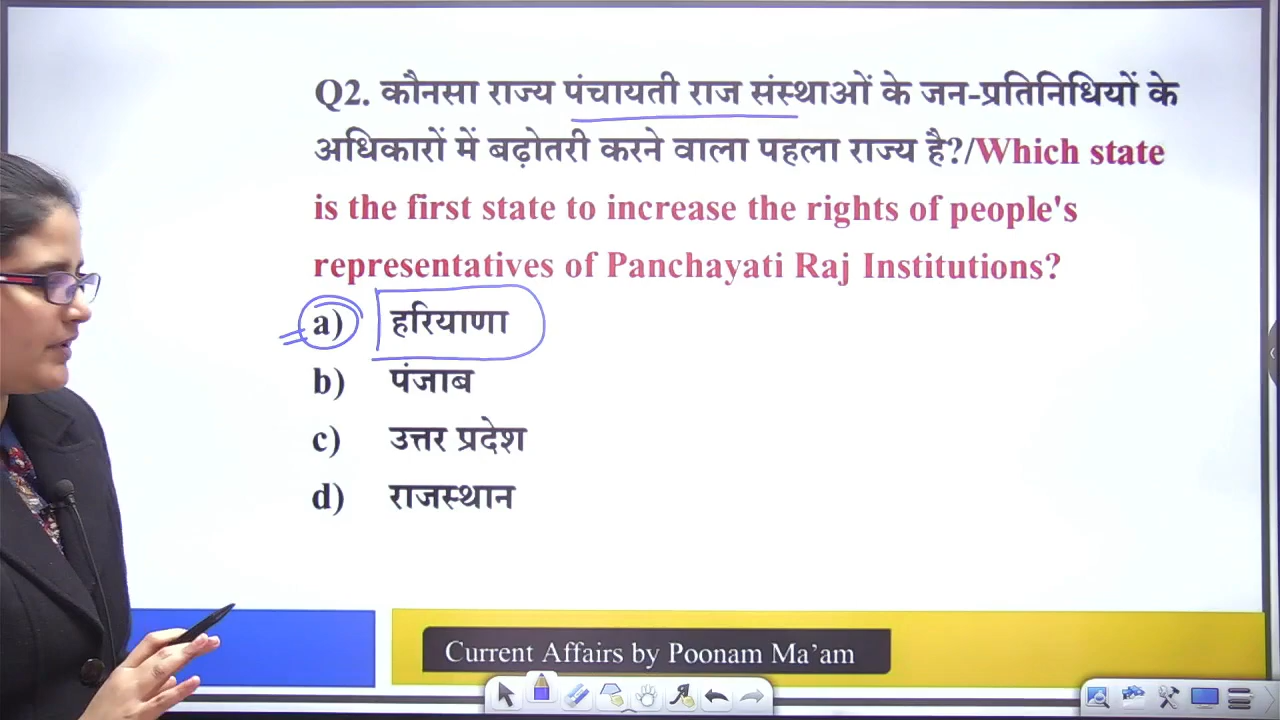 Q2. कौनसा राज्य पंचायती राज संस्थाओं के जन-प्रतिनिधियों के
अधिकारों में बढ़ोतरी करने वाला पहला राज्य है?/Which state
is the first state to increase the rights of people's
representatives of Panchayati Raj Institutions?
a) हरियाणा
b) पंजाब
c) उत्तर प्रदेश
d) राजस्थान
Current Affairs by Poonam Ma’am